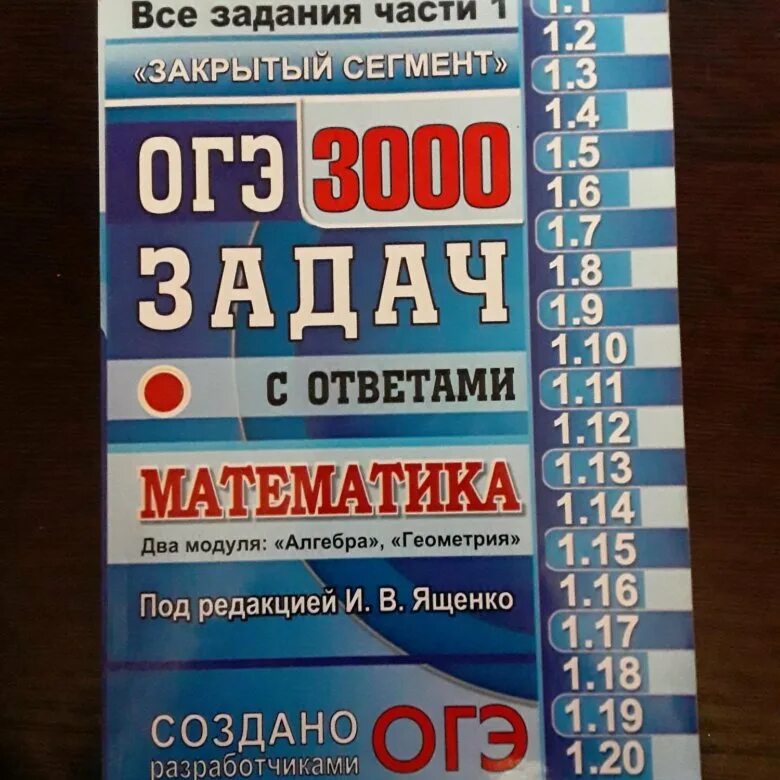 Все задания части 1
«ЗАКРЫТЫЙ СЕГМЕНТ»
ОГЭ 3000
ЗАДАЧ
С ОТВЕТАМИ
МАТЕМАТИКА
Два модуля: «Алгебра», «Геометрия»
Под редакцией И. В. Ященко
СОЗДАНО
разработчиками
ОГЭ
1.1
1.2
1.3
1.4
1.5
1.6
1.7
1.8
1.9
1.10
1.11
1.12
1.13
1.14
1.15
1.16
1.17
1.18
1.19
1.20